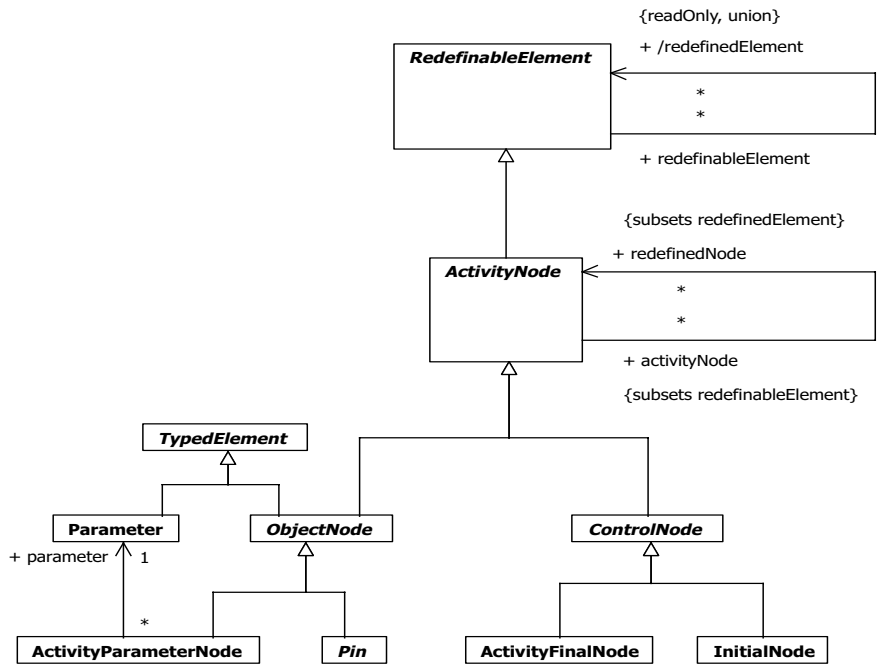 {readOnly, union}
+ /redefinedElement
RedefinableElement
*
*
+ redefinableElement
{subsets redefinedElement}
+ redefinedNode
ActivityNode
*
*
+ activityNode
{subsets redefinableElement}
TypedElement
Parameter
ObjectNode
ControlNode
+ parameter
1
*
ActivityParameterNode
Pin
ActivityFinalNode
InitialNode